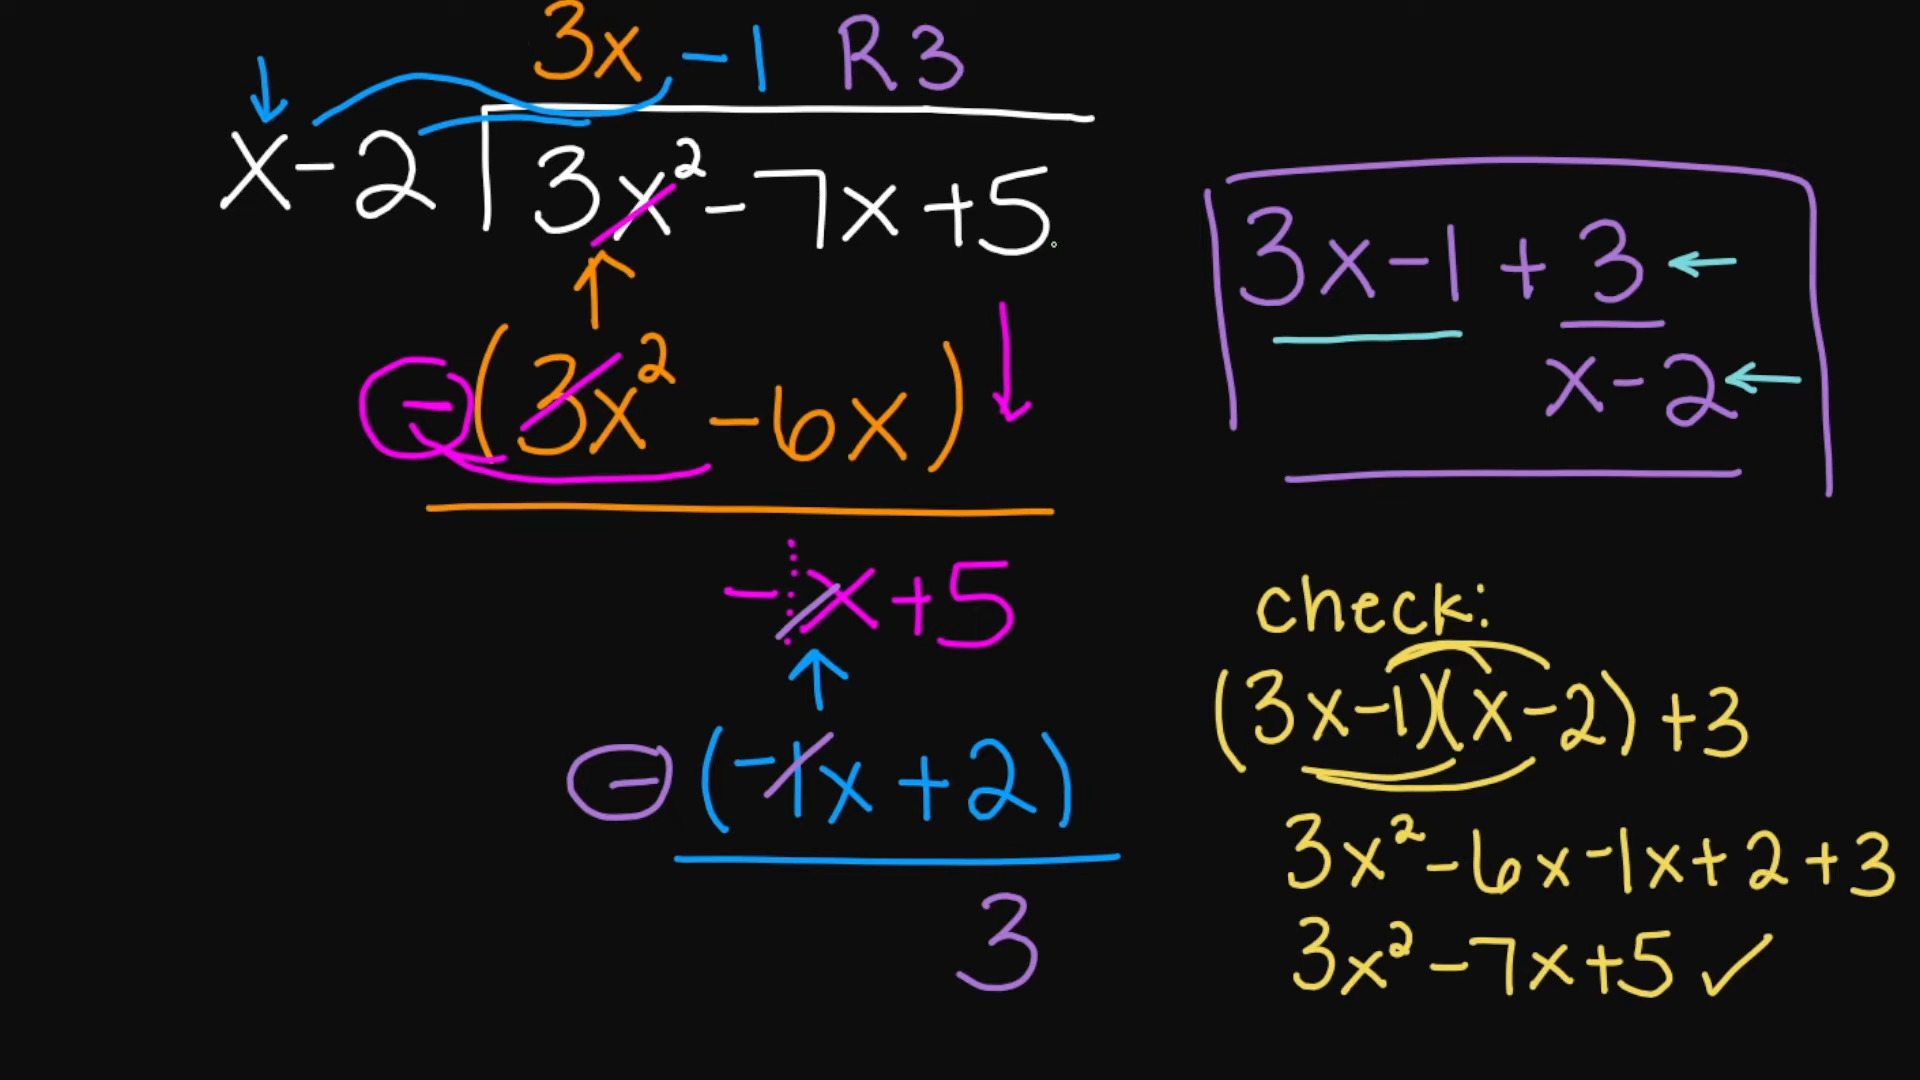 3x - 1 R 3
x - 2 3x² - 7x + 5
- (3x² - 6x)
-x + 5
- (-1x + 2)
3
3x - 1 + 3
x - 2
check:
(3x - 1)(x - 2) + 3
3x² - 6x - 1x + 2 + 3
3x² - 7x + 5 ✓